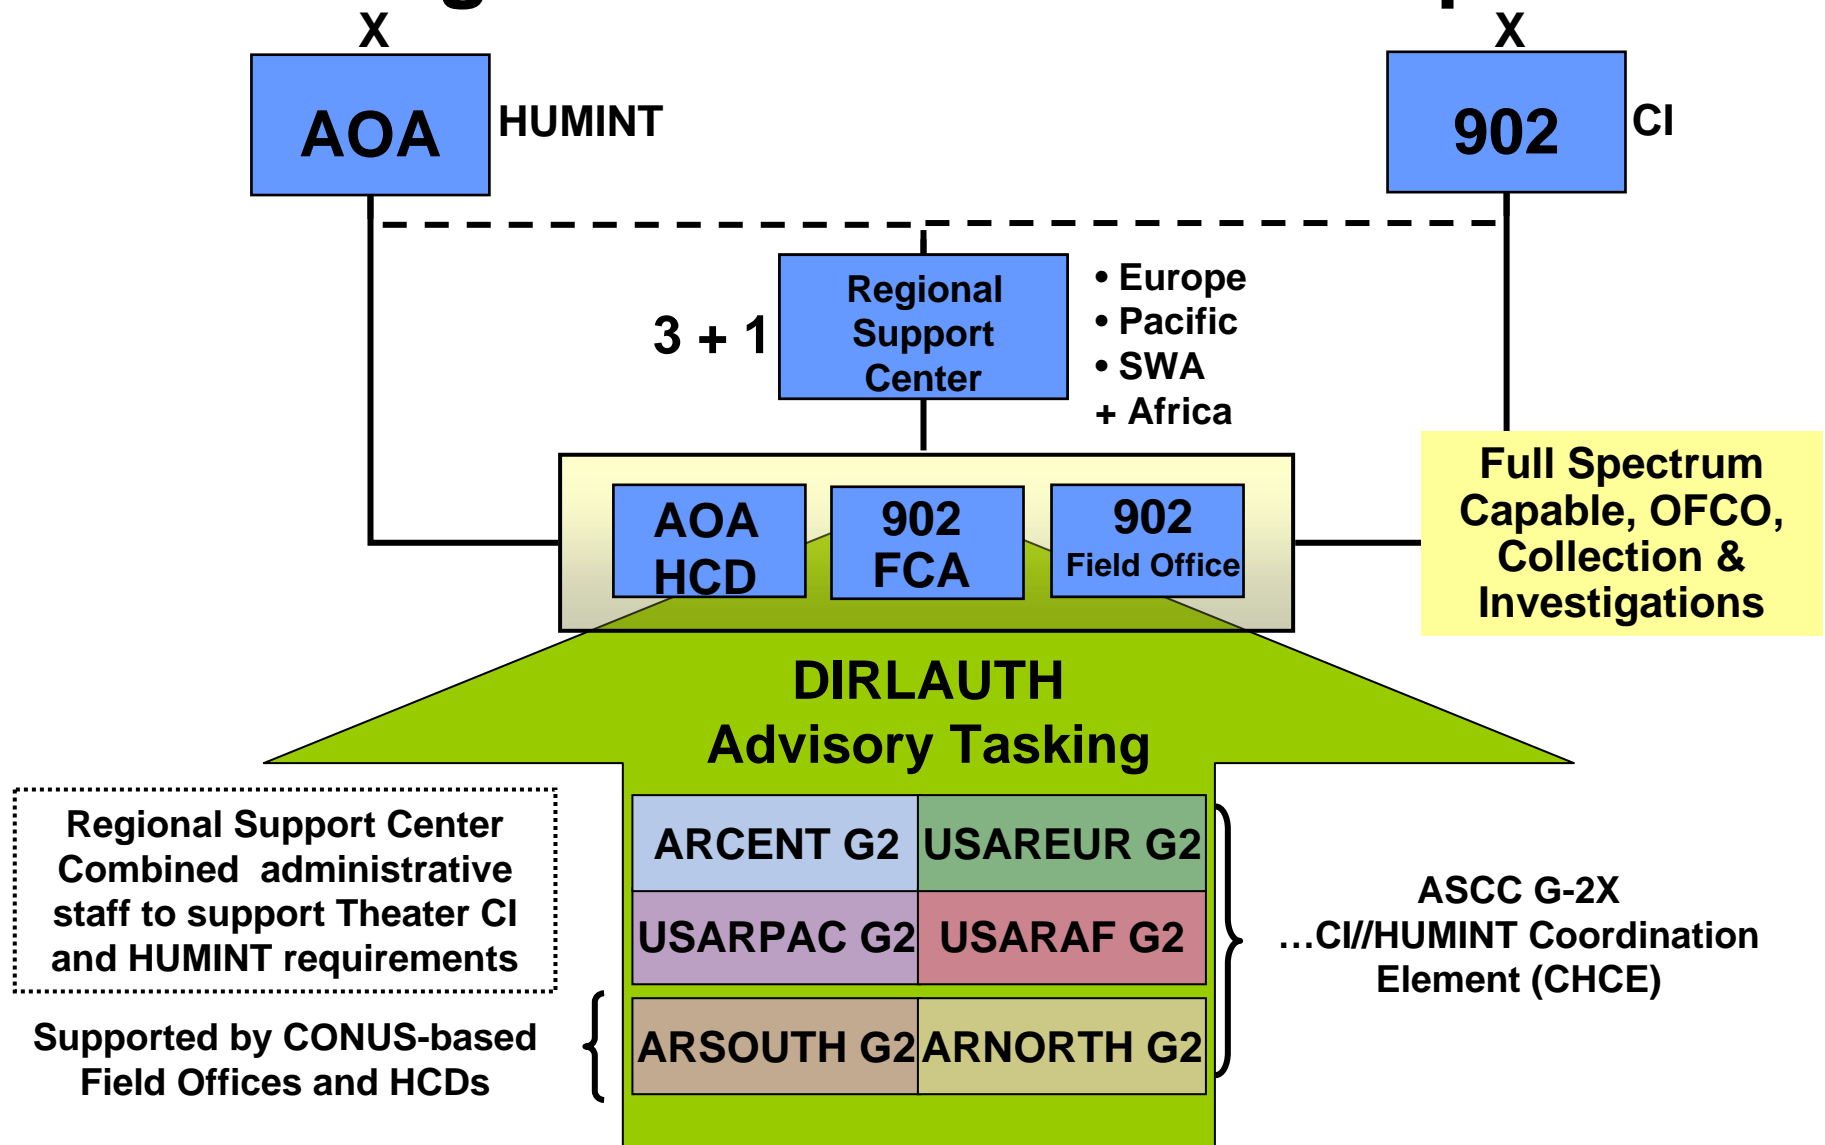 X
X
AOA
HUMINT
902
CI
3 + 1
Regional
Support
Center
• Europe
• Pacific
• SWA
+ Africa
Full Spectrum
Capable, OFCO,
Collection &
Investigations
AOA
HCD
902
FCA
902
Field Office
DIRLAUTH
Advisory Tasking
Regional Support Center
Combined administrative
staff to support Theater CI
and HUMINT requirements
ARCENT G2
USAREUR G2
USARPAC G2
USARAF G2
ARSOUTH G2
ARNORTH G2
ASCC G-2X
...CI//HUMINT Coordination
Element (CHCE)
Supported by CONUS-based
Field Offices and HCDs